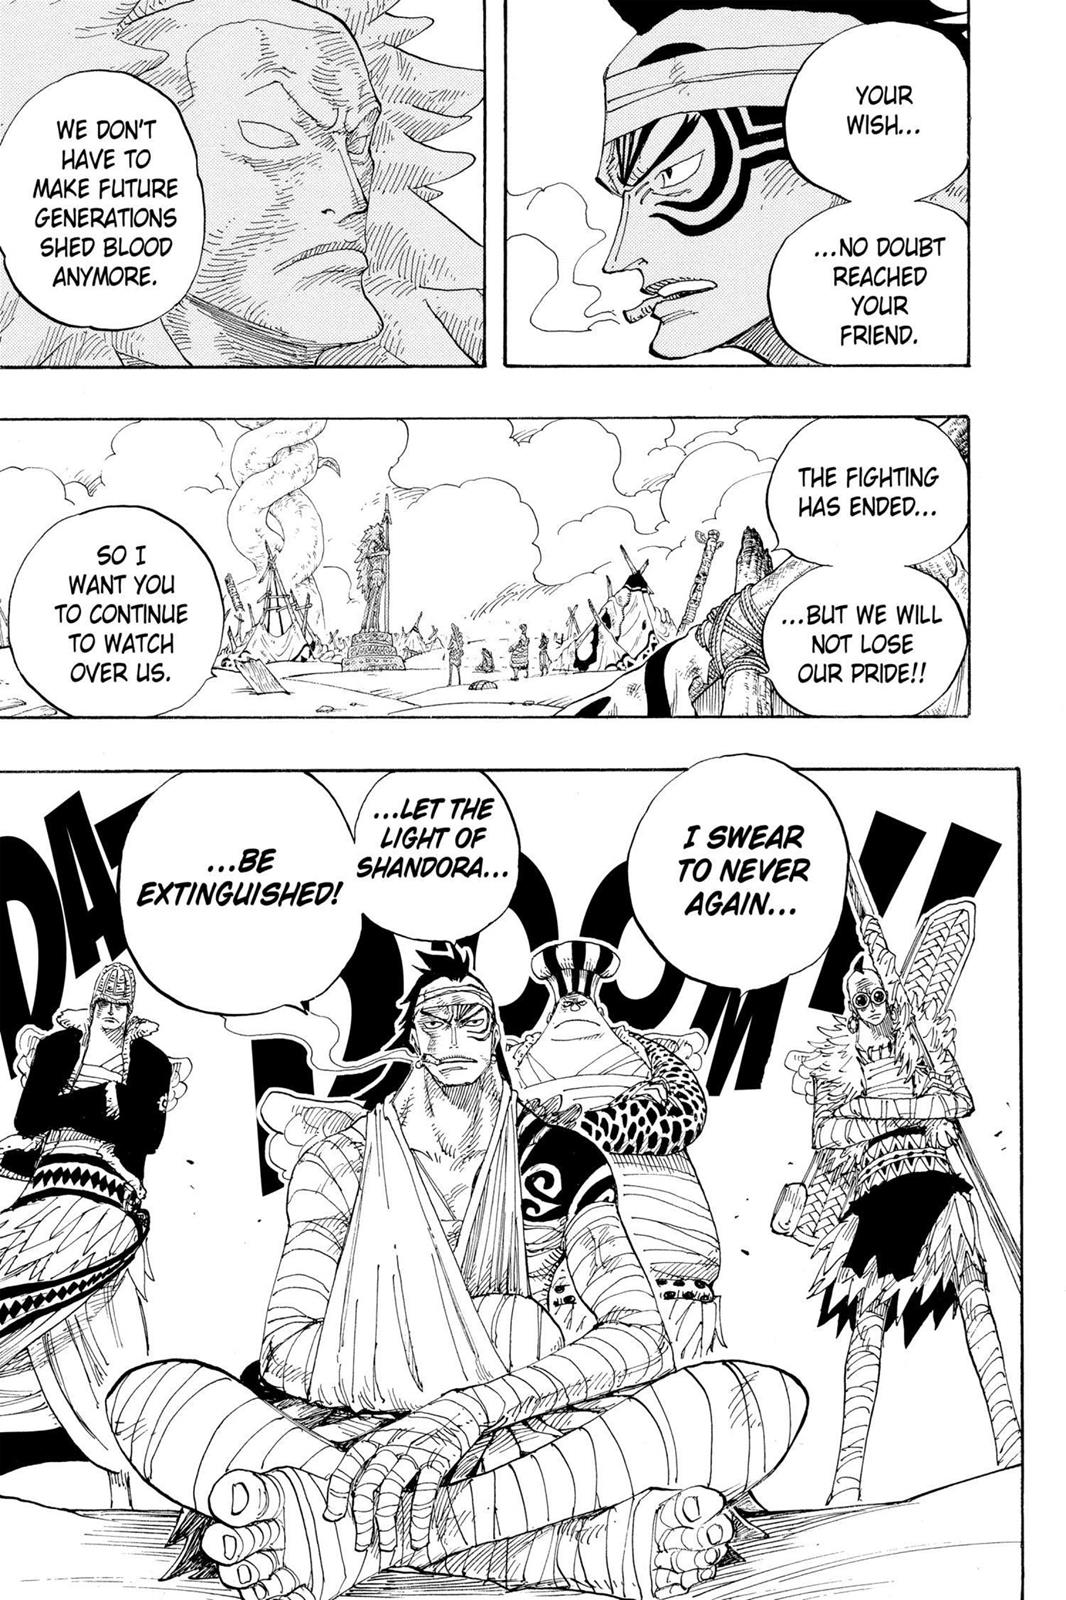 YOUR
WISH...
...NO DOUBT
REACHED
YOUR
FRIEND.
WE DON'T
HAVE TO
MAKE FUTURE
GENERATIONS
SHED BLOOD
ANYMORE.
THE FIGHTING
HAS ENDED...
...BUT WE WILL
NOT LOSE
OUR PRIDE!!
SO I
WANT YOU
TO CONTINUE
TO WATCH
OVER US.
I SWEAR
TO NEVER
AGAIN...
...LET THE
LIGHT OF
SHANDORA...
...BE
EXTINGUISHED!